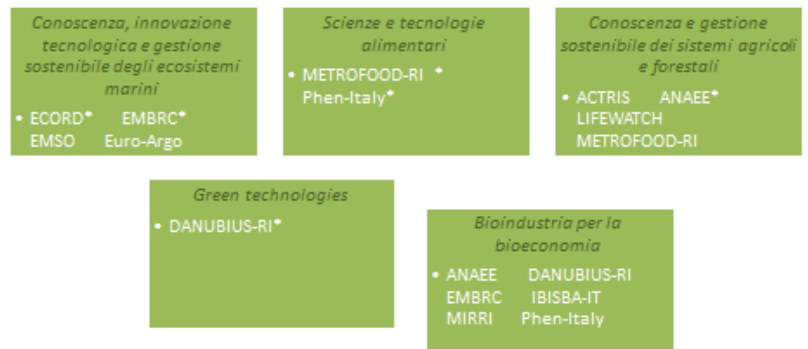 Conoscenza, innovazione
tecnologica e gestione
sostenibile degli ecosistemi
marini
• ECORD* EMBRC*
EMSO Euro-Argo
Scienze e tecnologie
alimentari
• METROFOOD-RI *
Phen-Italy*
Conoscenza e gestione
sostenibile dei sistemi agricoli
e forestali
• ACTRIS ANAEE*
LIFEWATCH
METROFOOD-RI
Green technologies
• DANUBIUS-RI*
Bioindustria per la
bioeconomia
• ANAEE DANUBIUS-RI
EMBRC IBISBA-IT
MIRRI Phen-Italy